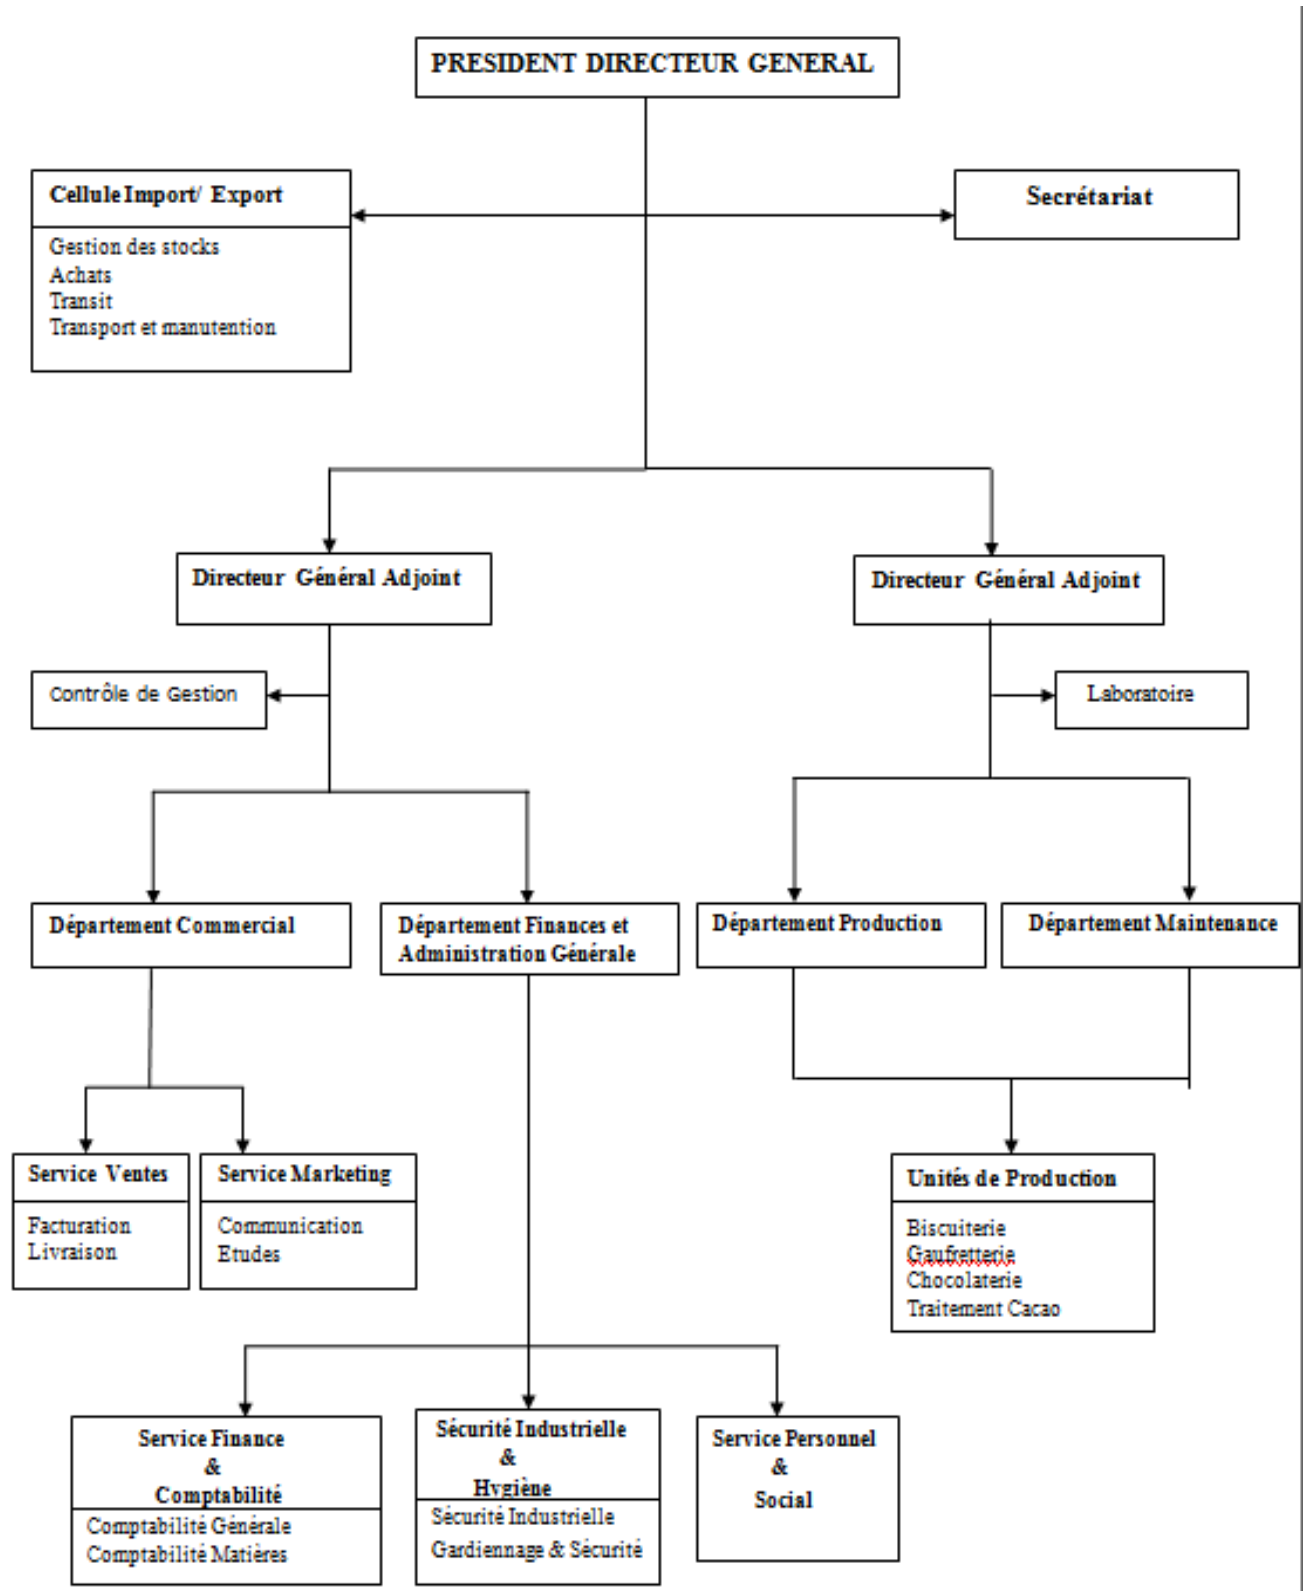 PRESIDENT DIRECTEUR GENERAL
Cellule Import/ Export
Gestion des stocks
Achats
Transit
Transport et manutention
Secrétariat
Directeur Général Adjoint
Directeur Général Adjoint
Contrôle de Gestion
Laboratoire
Département Commercial
Département Finances et
Administration Générale
Département Production
Département Maintenance
Service Ventes
Facturation
Livraison
Service Marketing
Communication
Etudes
Unités de Production
Biscuiterie
Gaufretterie
Chocolaterie
Traitement Cacao
Service Finance
&
Comptabilité
Comptabilité Générale
Comptabilité Matières
Sécurité Industrielle
&
Hygiène
Sécurité Industrielle
Gardiennage & Sécurité
Service Personnel
&
Social